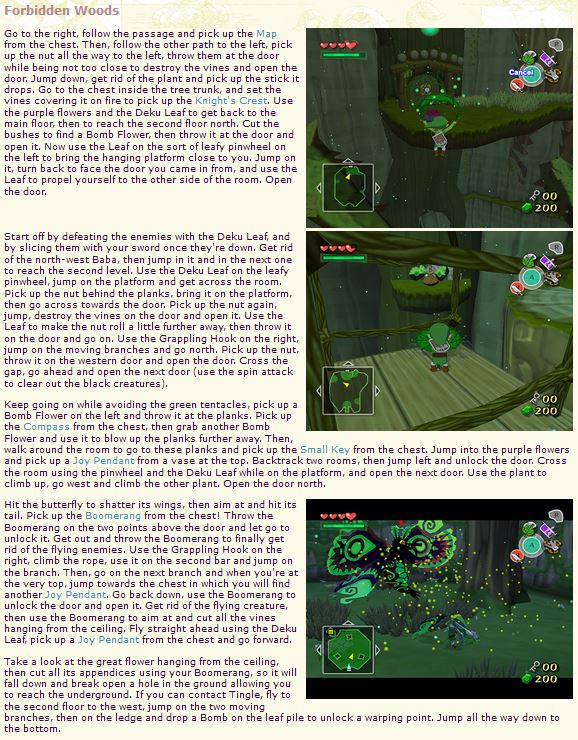 Forbidden Woods
Go to the right, follow the passage and pick up the Map
from the chest. Then, follow the other path to the left, pick
up the nut all the way to the left, throw them at the door
while being not too close to destroy the vines and open the
door. Jump down, get rid of the plant and pick up the stick it
drops. Go to the chest inside the tree trunk, and set the
vines covering it on fire to pick up the Knight's Crest. Use
the purple flowers and the Deku Leaf to get back to the
main floor, then to reach the second floor north. Cut the
bushes to find a Bomb Flower, then throw it at the door and
open it. Now use the Leaf on the sort of leafy pinwheel on
the left to bring the hanging platform close to you. Jump on
it, turn back to face the door you came in from, and use the
Leaf to propel yourself to the other side of the room. Open
the door.
R
Cancel
00
200
Start off by defeating the enemies with the Deku Leaf, and
by slicing them with your sword once they're down. Get rid
of the north-west Baba, then jump in it and in the next one
to reach the second level. Use the Deku Leaf on the leafy
pinwheel, jump on the platform and get across the room.
Pick up the nut behind the planks, bring it on the platform,
then go across towards the door. Pick up the nut again,
jump, destroy the vines on the door and open it. Use the
Leaf to make the nut roll a little further away, then throw it
on the door and go on. Use the Grappling Hook on the right,
jump on the moving branches and go north. Pick up the nut,
throw it on the western door and open the door. Cross the
gap, go ahead and open the next door (use the spin attack
to clear out the black creatures).
R
A
00
200
Keep going on while avoiding the green tentacles, pick up a
Bomb Flower on the left and throw it at the planks. Pick up
the Compass from the chest, then grab another Bomb
Flower and use it to blow up the planks further away. Then,
walk around the room to go to these planks and pick up the Small Key from the chest. Jump into the purple flowers
and pick up a Joy Pendant from a vase at the top. Backtrack two rooms, then jump left and unlock the door. Cross
the room using the pinwheel and the Deku Leaf while on the platform, and open the next door. Use the plant to
climb up, go west and climb the other plant. Open the door north.
Hit the butterfly to shatter its wings, then aim at and hit its
tail. Pick up the Boomerang from the chest! Throw the
Boomerang on the two points above the door and let go to
unlock it. Get out and throw the Boomerang to finally get
rid of the flying enemies. Use the Grappling Hook on the
right, climb the rope, use it on the second bar and jump on
the branch. Then, go on the next branch and when you're at
the very top, jump towards the chest in which you will find
another Joy Pendant. Go back down, use the Boomerang to
unlock the door and open it. Get rid of the flying creature,
then use the Boomerang to aim at and cut all the vines
hanging from the ceiling. Fly straight ahead using the Deku
Leaf, pick up a Joy Pendant from the chest and go forward.
R
A
00
200
Take a look at the great flower hanging from the ceiling,
then cut all its appendices using your Boomerang, so it will
fall down and break open a hole in the ground allowing you
to reach the underground. If you can contact Tingle, fly to
the second floor to the west, jump on the two moving
branches, then on the ledge and drop a Bomb on the leaf pile to unlock a warping point. Jump all the way down to
the bottom.